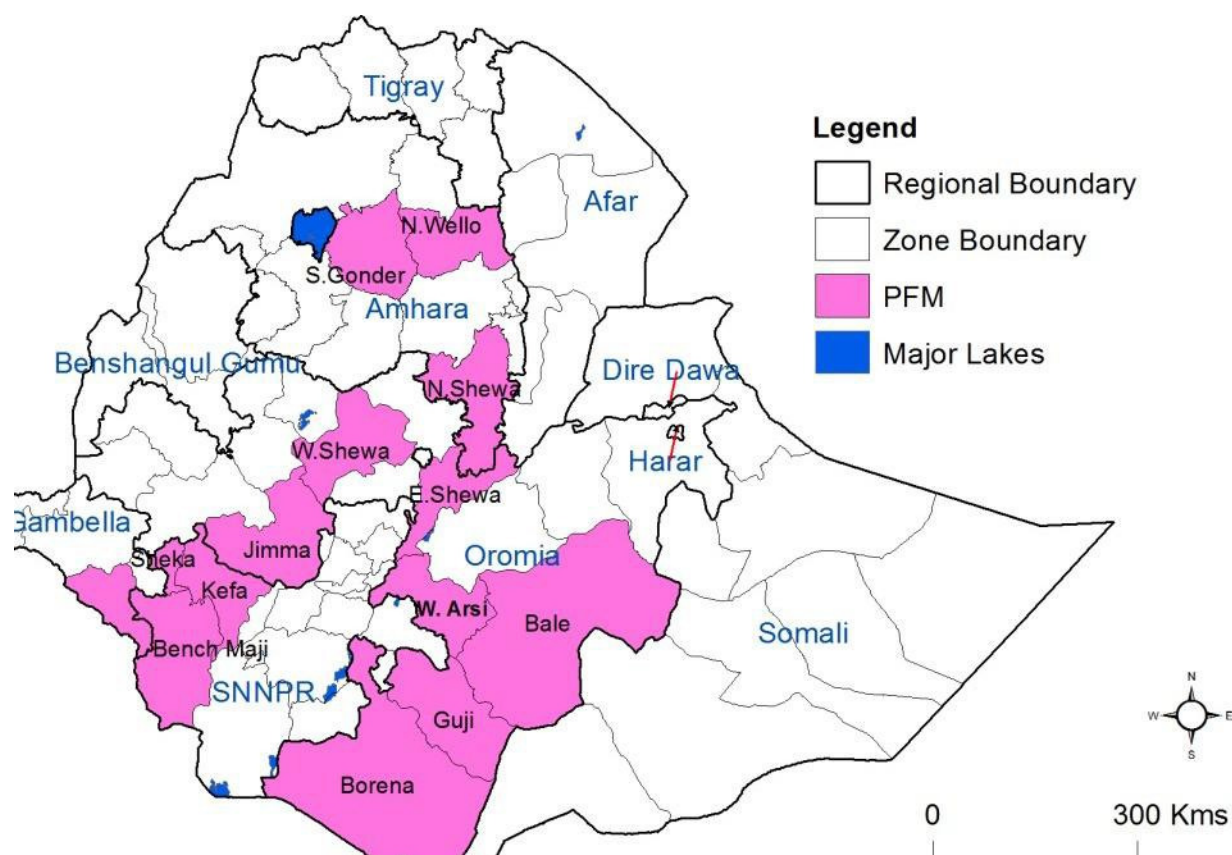 Tigray
Legend
Regional Boundary
Afar
N.Wello
Zone Boundary
S.Gonder
PFM
Amhara
Major Lakes
Benshangul Gumu
Dire Dawa
N.Shewa
W.Shewa
Harar
E.Shewa
Gambella
Jimma
Sheka
Oromia
Kefa
W. Arsi
Bale
Somali
Bench Maji
SNNPR
N
W
E
S
Guji
Borena
0
300 Kms